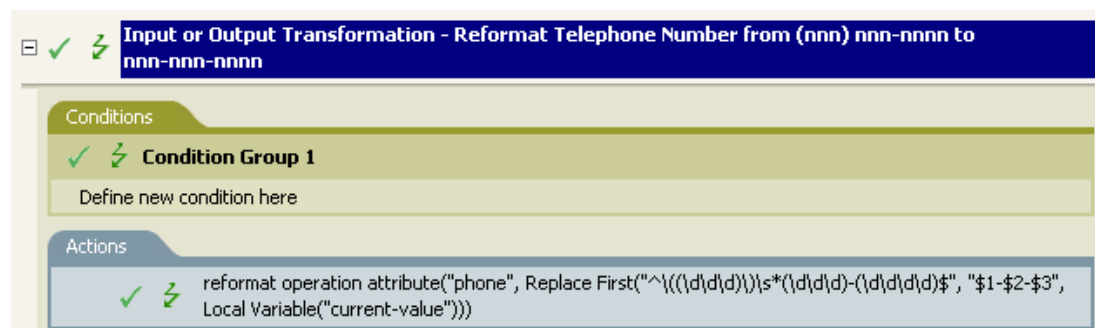 Input or Output Transformation - Reformat Telephone Number from (nnn) nnn-nnnn to
nnn-nnn-nnnn
Conditions
Condition Group 1
Define new condition here
Actions
reformat operation attribute("phone", Replace First("^\((\d\d\d)\)\s*(\d\d\d)-(\d\d\d\d)$", "$1-$2-$3",
Local Variable("current-value")))